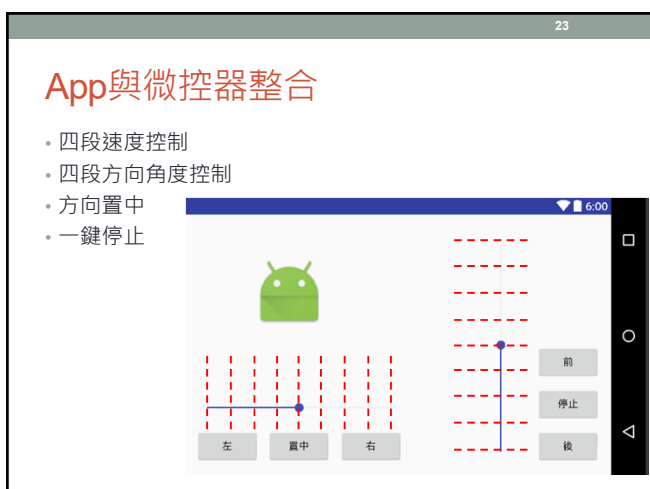 23
App與微控器整合
• 四段速度控制
• 四段方向角度控制
• 方向置中
• 一鍵停止
6:00
前
停止
後
左 置中 右